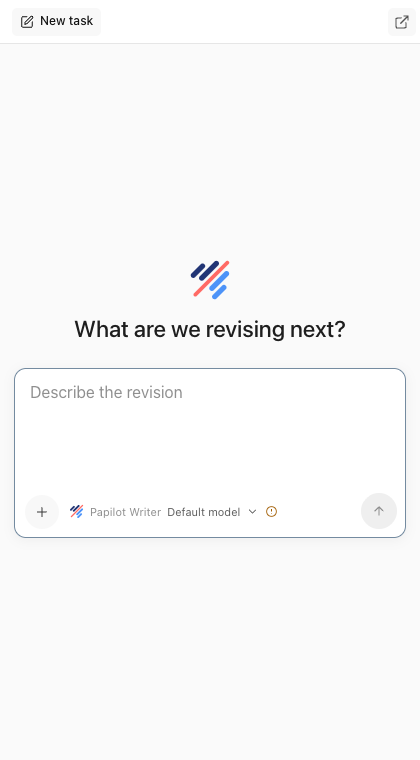 New task
What are we revising next?
Describe the revision
Papilot Writer Default model